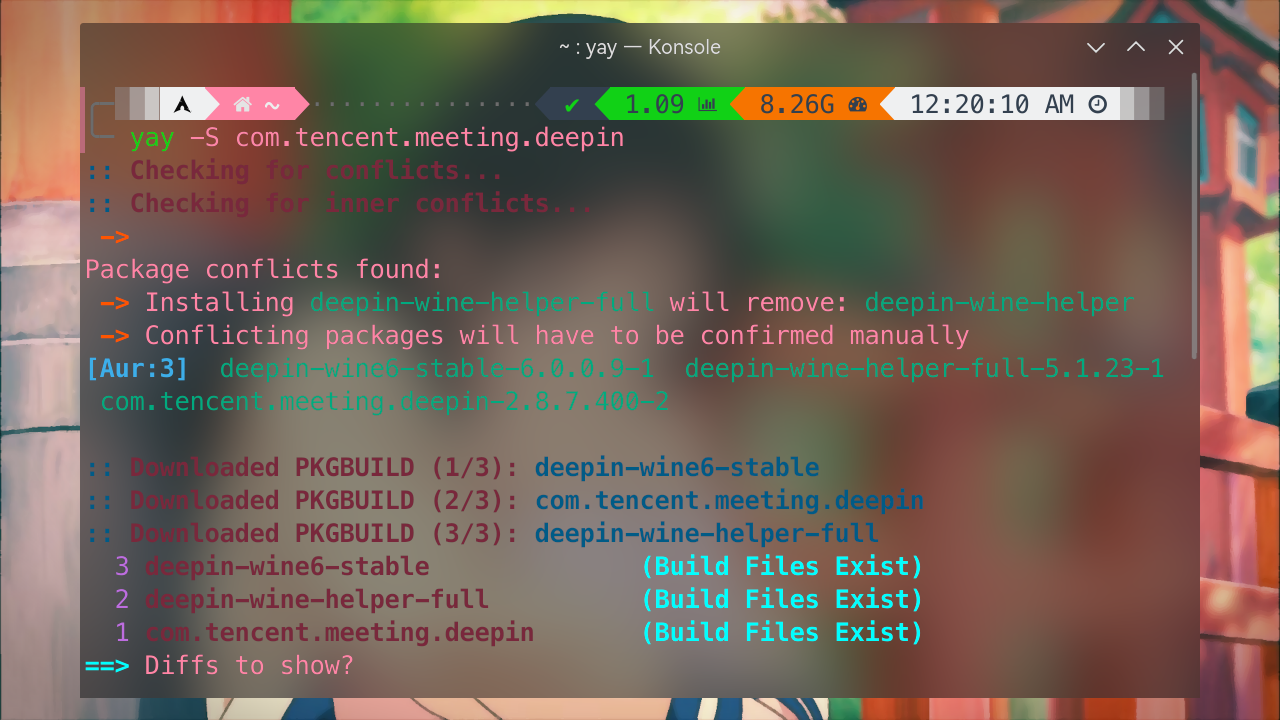 ~ : yay — Konsole
~ ✔ 1.09 8.26G 12:20:10 AM
yay -S com.tencent.meeting.deepin
:: Checking for conflicts...
:: Checking for inner conflicts...
->
Package conflicts found:
-> Installing deepin-wine-helper-full will remove: deepin-wine-helper
-> Conflicting packages will have to be confirmed manually
[Aur:3]  deepin-wine6-stable-6.0.0.9-1  deepin-wine-helper-full-5.1.23-1
com.tencent.meeting.deepin-2.8.7.400-2
:: Downloaded PKGBUILD (1/3): deepin-wine6-stable
:: Downloaded PKGBUILD (2/3): com.tencent.meeting.deepin
:: Downloaded PKGBUILD (3/3): deepin-wine-helper-full
3 deepin-wine6-stable (Build Files Exist)
2 deepin-wine-helper-full (Build Files Exist)
1 com.tencent.meeting.deepin (Build Files Exist)
==> Diffs to show?